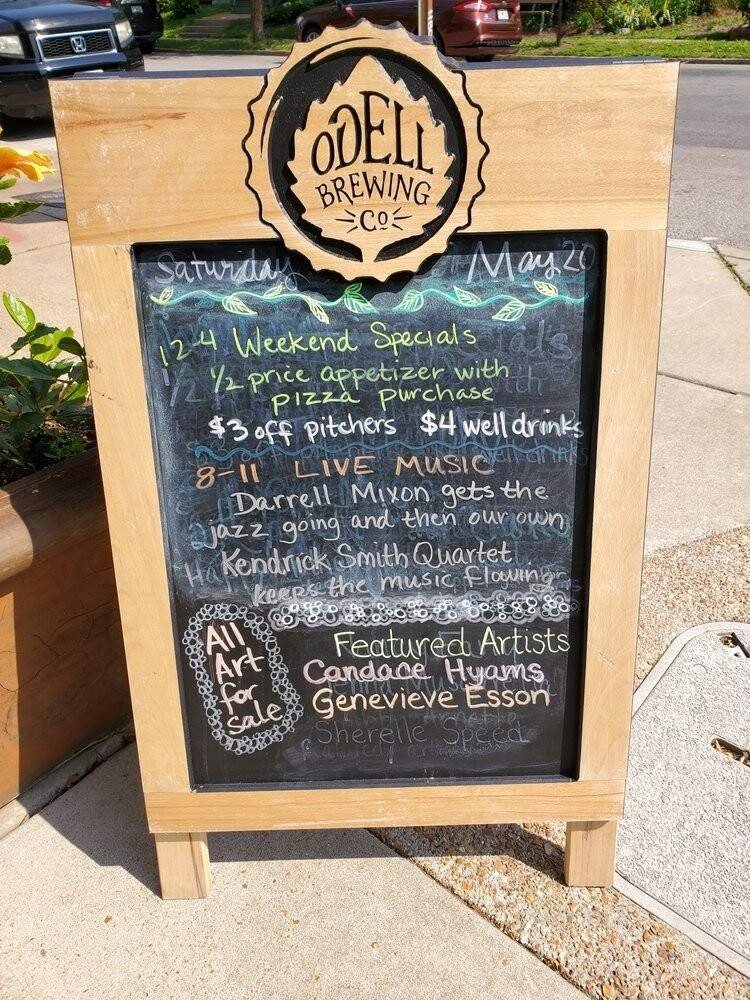 ODELL
BREWING
Co
Saturday May 20
12-4 Weekend Specials
1/2 price appetizer with
pizza purchase
$3 off pitchers $4 well drinks
8-11 LIVE MUSIC
Darrell Mixon gets the
jazz going and then our own
Kendrick Smith Quartet
keeps the music flowing
All
Art
for
sale
Featured Artists
Candace Hyams
Genevieve Esson
Sherelle Speed